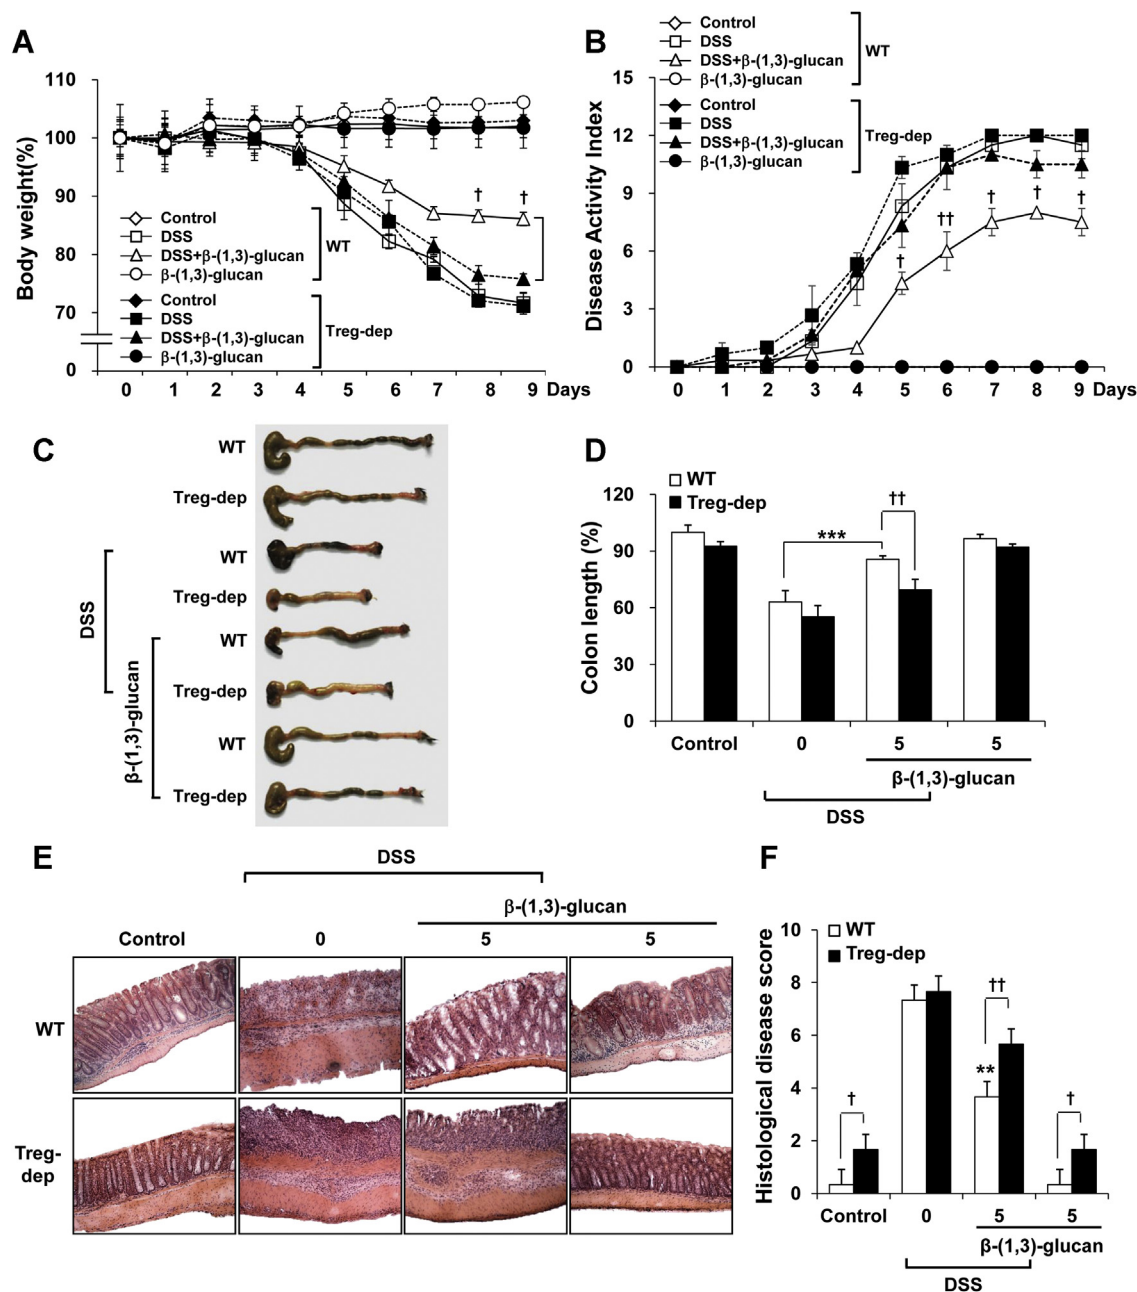 A
110
100
90
80
70
0
Body weight(%)
† †
Control
DSS
DSS+β-(1,3)-glucan
β-(1,3)-glucan
WT
Control
DSS
DSS+β-(1,3)-glucan
β-(1,3)-glucan
Treg-dep
0 1 2 3 4 5 6 7 8 9 Days
B
Control
DSS
DSS+β-(1,3)-glucan
β-(1,3)-glucan
WT
Control
DSS
DSS+β-(1,3)-glucan
β-(1,3)-glucan
Treg-dep
15
12
9
6
3
0
Disease Activity Index
† †† † † †
0 1 2 3 4 5 6 7 8 9 Days
C
WT
Treg-dep
WT
Treg-dep
WT
Treg-dep
WT
Treg-dep
DSS
β-(1,3)-glucan
D
WT
Treg-dep
120
90
60
30
0
Colon length (%)
***
††
Control 0 5 5
β-(1,3)-glucan
DSS
E
DSS
β-(1,3)-glucan
Control 0 5 5
WT
Treg-
dep
F
WT
Treg-dep
10
8
6
4
2
0
Histological disease score
††
**
† †
Control 0 5 5
β-(1,3)-glucan
DSS